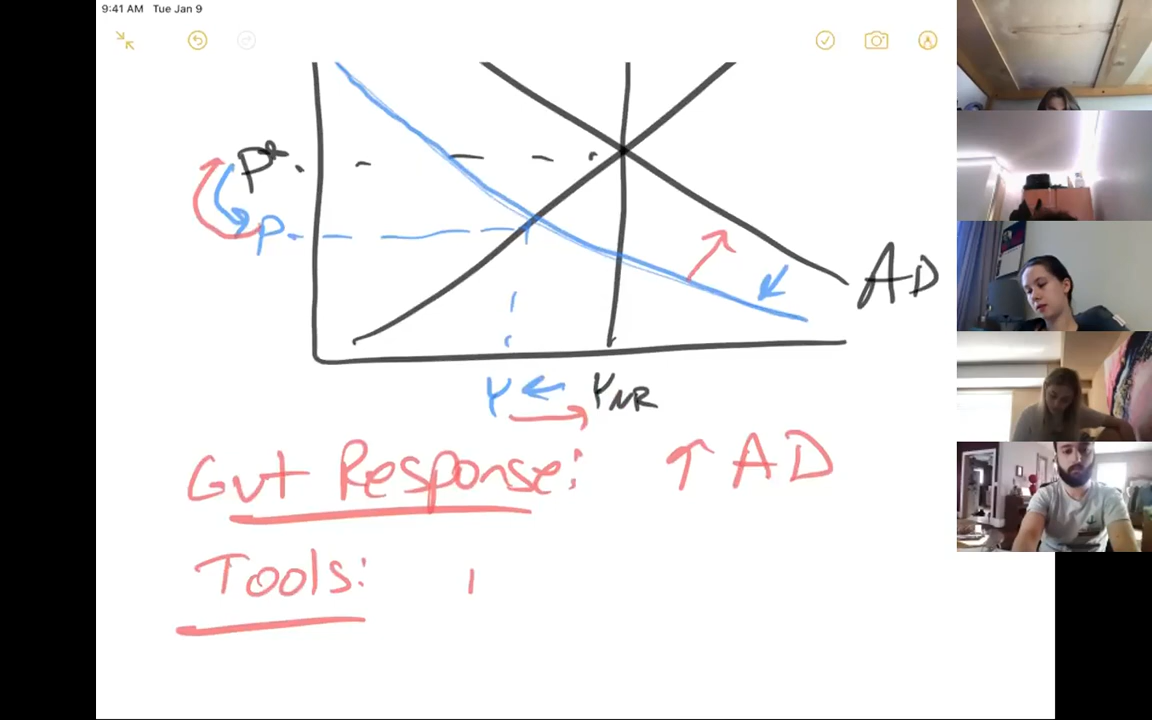 9:41 AM Tue Jan 9
P*
P
AD
Y YNR
Gvt Response: ↑ AD
Tools: